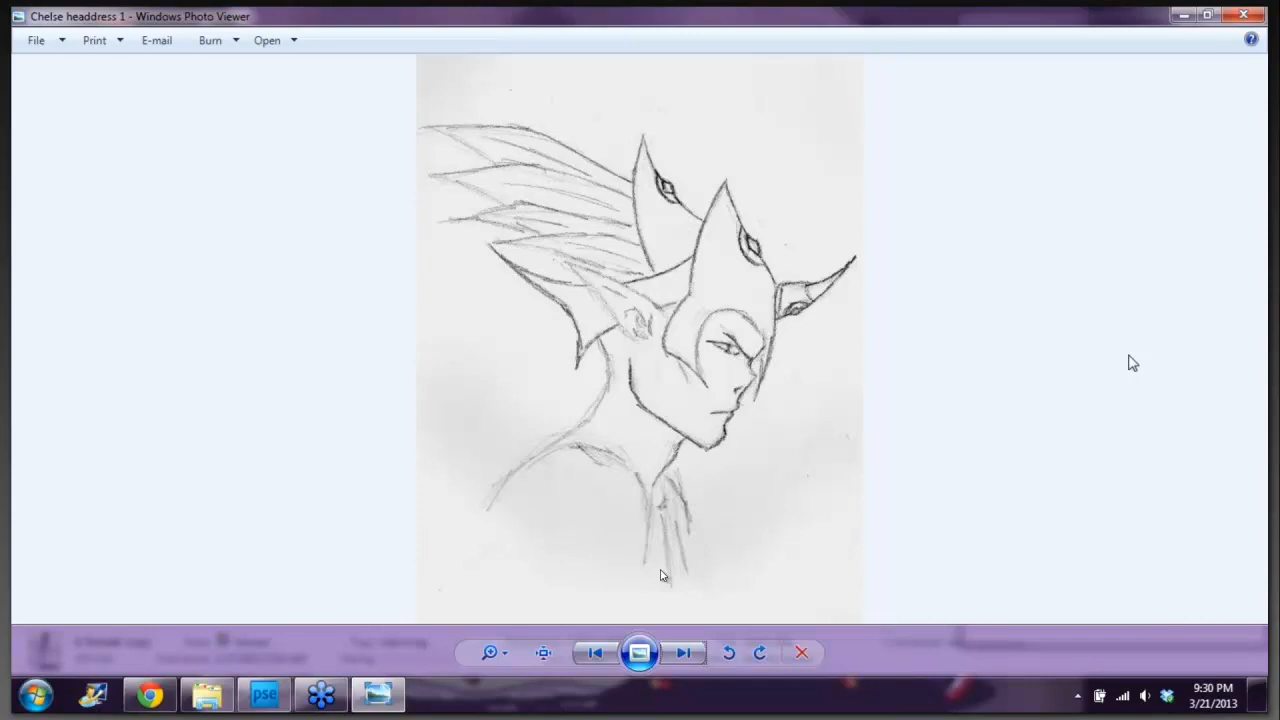 Chelse headdress 1 - Windows Photo Viewer
File Print E-mail Burn Open
pse
9:30 PM
3/21/2013